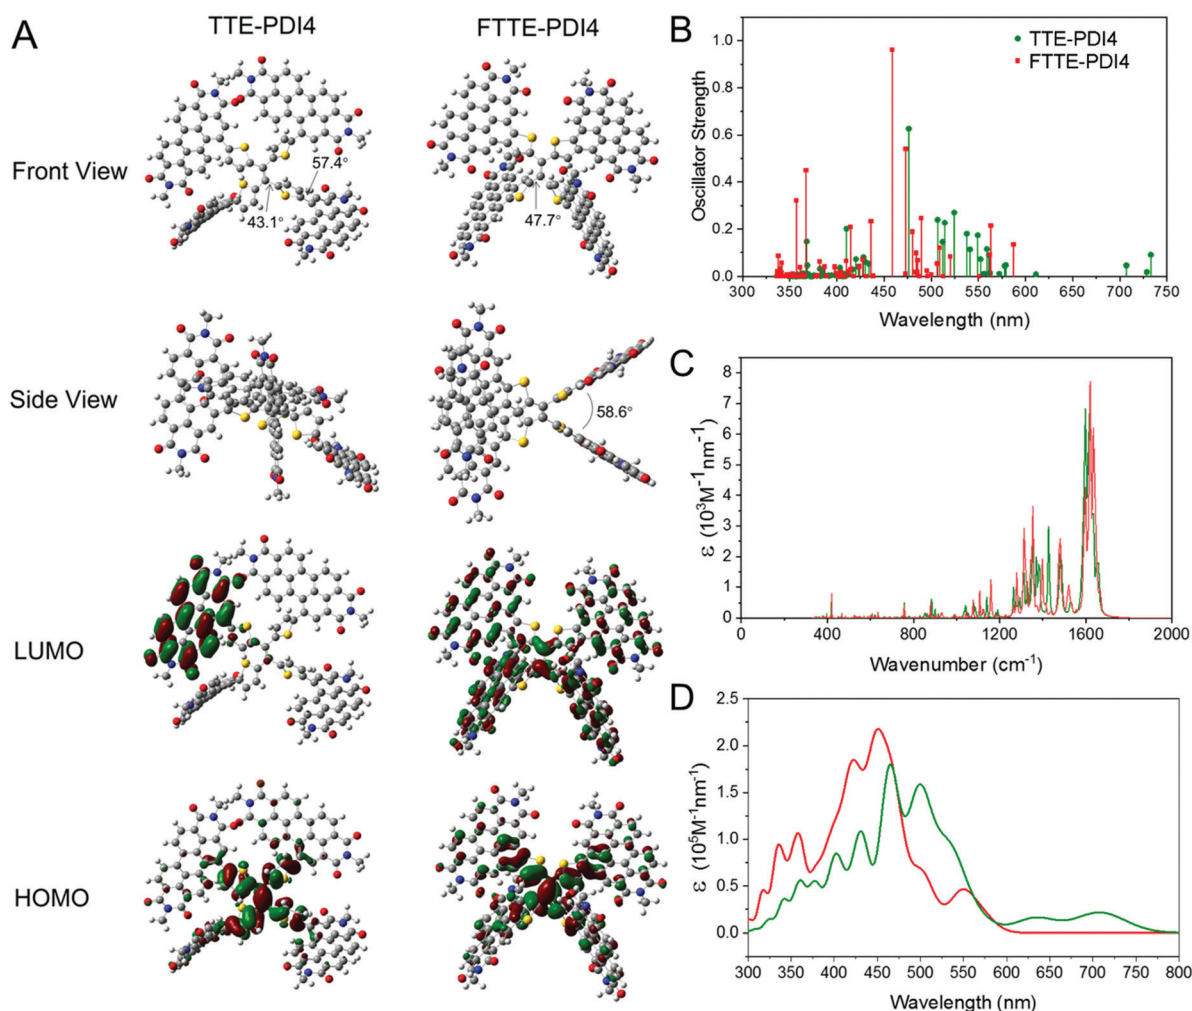 A
TTE-PDI4
FTTE-PDI4
Front View
57.4°
43.1°
47.7°
Side View
58.6°
LUMO
HOMO
B
TTE-PDI4
FTTE-PDI4
Oscillator Strength
1.0
0.8
0.6
0.4
0.2
0.0
300 350 400 450 500 550 600 650 700 750
Wavelength (nm)
C
ε (10³M⁻¹nm⁻¹)
8
7
6
5
4
3
2
1
0
0 400 800 1200 1600 2000
Wavenumber (cm⁻¹)
D
ε (10⁵M⁻¹nm⁻¹)
2.5
2.0
1.5
1.0
0.5
0.0
300 350 400 450 500 550 600 650 700 750 800
Wavelength (nm)